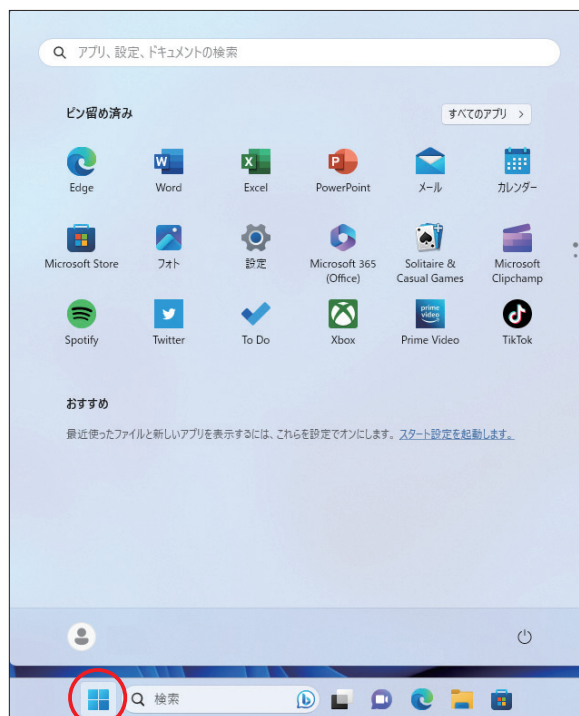 アプリ、設定、ドキュメントの検索
ピン留め済み
すべてのアプリ >
Edge
Word
Excel
PowerPoint
メール
カレンダー
Microsoft Store
フォト
設定
Microsoft 365
(Office)
Solitaire &
Casual Games
Microsoft
Clipchamp
prime
video
Spotify
Twitter
To Do
Xbox
Prime Video
TikTok
おすすめ
最近使ったファイルと新しいアプリを表示するには、これらを設定でオンにします。 スタート設定を起動します。
検索